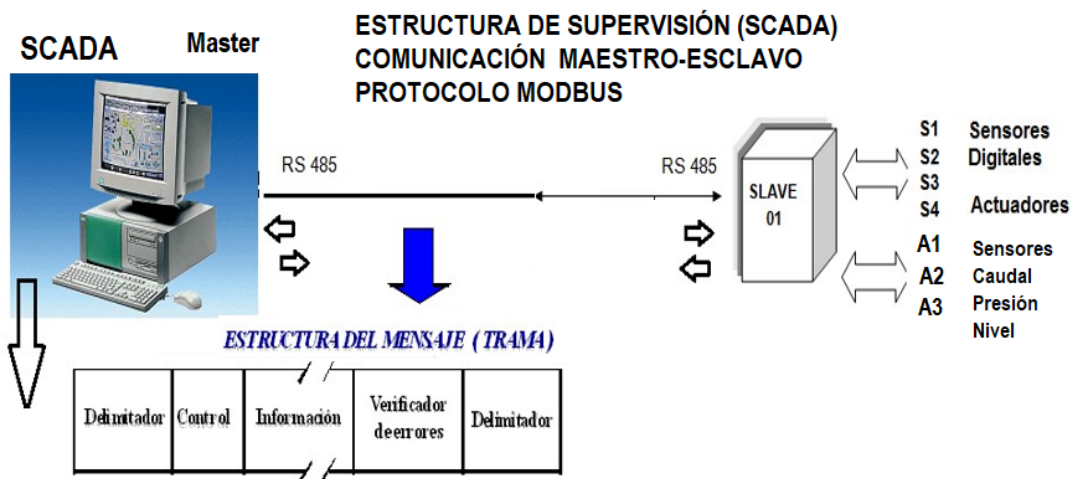 SCADA
Master
ESTRUCTURA DE SUPERVISIÓN (SCADA)
COMUNICACIÓN MAESTRO-ESCLAVO
PROTOCOLO MODBUS
RS 485
RS 485
SLAVE
01
S1
S2
S3
S4
Sensores
Digitales
Actuadores
A1
A2
A3
Sensores
Caudal
Presión
Nivel
ESTRUCTURA DEL MENSAJE ( TRAMA)
Delimitador
Control
Información
Verificador
de errores
Delimitador